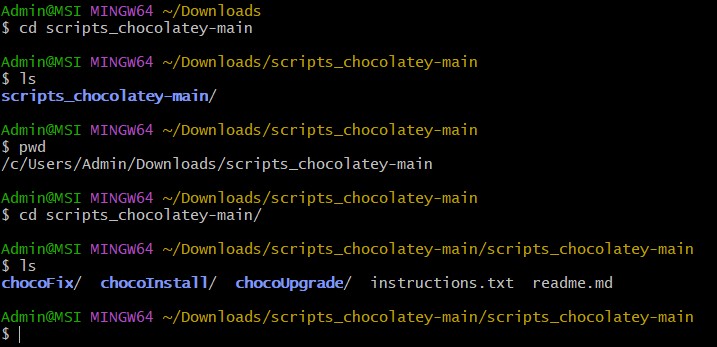 Admin@MSI MINGW64 ~/Downloads
$ cd scripts_chocolatey-main
Admin@MSI MINGW64 ~/Downloads/scripts_chocolatey-main
$ ls
scripts_chocolatey-main/
Admin@MSI MINGW64 ~/Downloads/scripts_chocolatey-main
$ pwd
/c/Users/Admin/Downloads/scripts_chocolatey-main
Admin@MSI MINGW64 ~/Downloads/scripts_chocolatey-main
$ cd scripts_chocolatey-main/
Admin@MSI MINGW64 ~/Downloads/scripts_chocolatey-main/scripts_chocolatey-main
$ ls
chocoFix/  chocoInstall/  chocoUpgrade/  instructions.txt  readme.md
Admin@MSI MINGW64 ~/Downloads/scripts_chocolatey-main/scripts_chocolatey-main
$